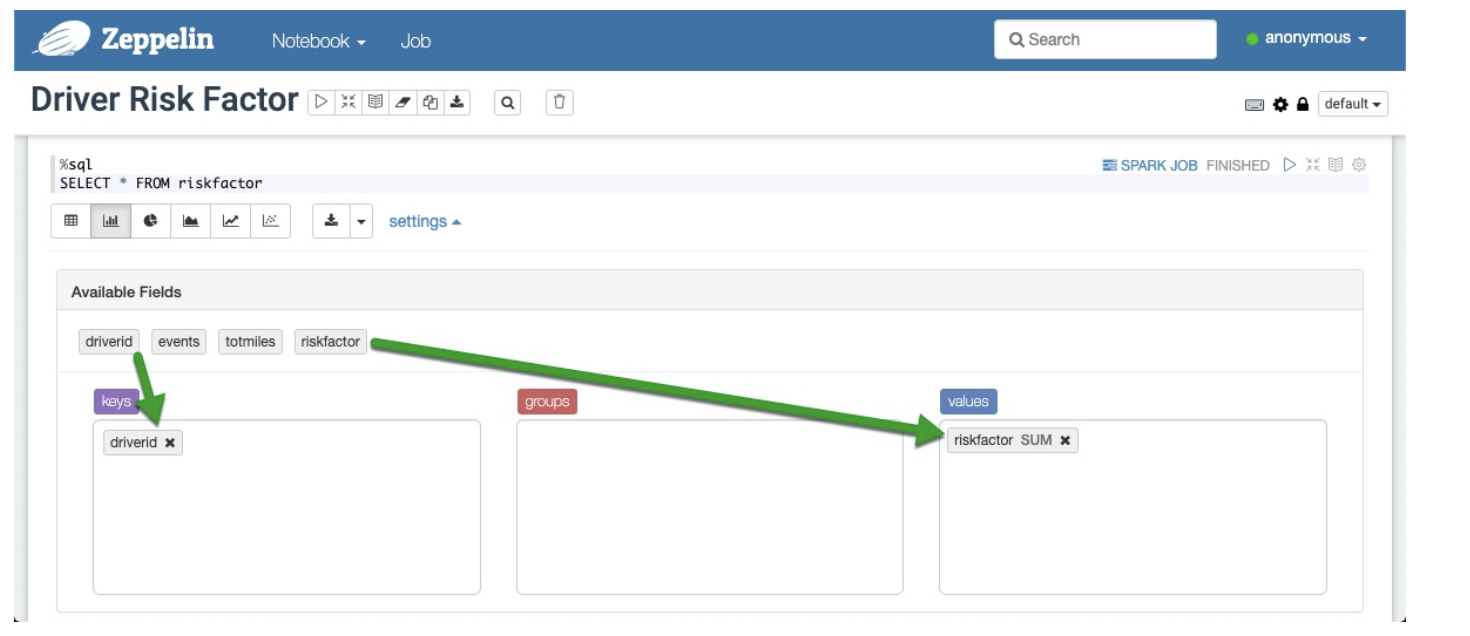 Zeppelin Notebook Job Search anonymous
Driver Risk Factor default
%sql
SPARK JOB FINISHED
SELECT * FROM riskfactor
settings
Available Fields
driverid events totmiles riskfactor
keys groups values
driverid riskfactor SUM